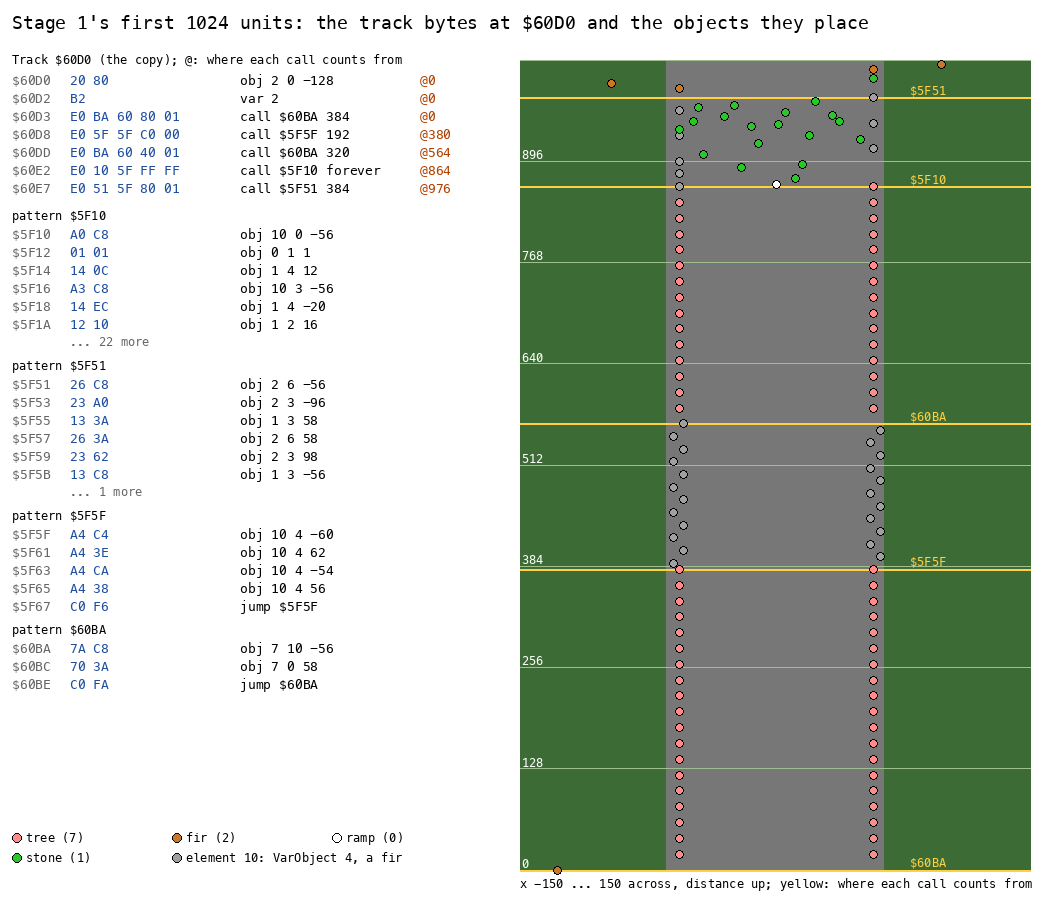 Stage 1's first 1024 units: the track bytes at $60D0 and the objects they place
Track $60D0 (the copy); @: where each call counts from
$60D0 20 80 obj 2 0 −128 @0
$60D2 B2 var 2 @0
$60D3 E0 BA 60 80 01 call $60BA 384 @0
$60D8 E0 5F 5F C0 00 call $5F5F 192 @380
$60DD E0 BA 60 40 01 call $60BA 320 @564
$60E2 E0 10 5F FF FF call $5F10 forever @864
$60E7 E0 51 5F 80 01 call $5F51 384 @976
pattern $5F10
$5F10 A0 C8 obj 10 0 −56
$5F12 01 01 obj 0 1 1
$5F14 14 0C obj 1 4 12
$5F16 A3 C8 obj 10 3 −56
$5F18 14 EC obj 1 4 −20
$5F1A 12 10 obj 1 2 16
... 22 more
pattern $5F51
$5F51 26 C8 obj 2 6 −56
$5F53 23 A0 obj 2 3 −96
$5F55 13 3A obj 1 3 58
$5F57 26 3A obj 2 6 58
$5F59 23 62 obj 2 3 98
$5F5B 13 C8 obj 1 3 −56
... 1 more
pattern $5F5F
$5F5F A4 C4 obj 10 4 −60
$5F61 A4 3E obj 10 4 62
$5F63 A4 CA obj 10 4 −54
$5F65 A4 38 obj 10 4 56
$5F67 C0 F6 jump $5F5F
pattern $60BA
$60BA 7A C8 obj 7 10 −56
$60BC 70 3A obj 7 0 58
$60BE C0 FA jump $60BA
tree (7) fir (2) ramp (0)
stone (1) element 10: VarObject 4, a fir
$5F51
896
$5F10
768
640
$60BA
512
384 $5F5F
256
128
0 $60BA
x −150 ... 150 across, distance up; yellow: where each call counts from